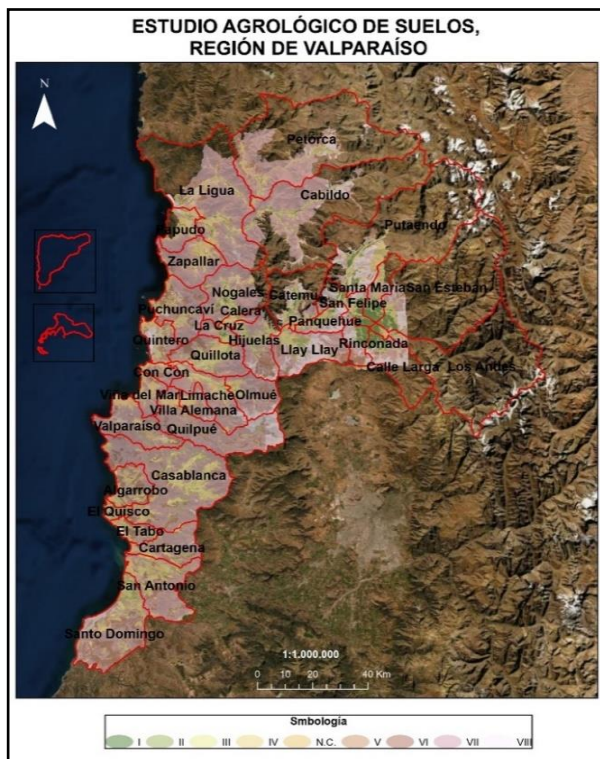 ESTUDIO AGROLÓGICO DE SUELOS,
REGIÓN DE VALPARAÍSO
N
Petorca
La Ligua
Cabildo
Papudo
Putaendo
Zapallar
Nogales
Catemu
Santa María
San Esteban
San Felipe
Puchuncaví
Calera
La Cruz
Panquehue
Quintero
Hijuelas
Rinconada
Quillota
Llay Llay
Calle Larga
Los Andes
Con Cón
Viña del Mar
Limache
Olmué
Villa Alemana
Valparaíso
Quilpué
Casablanca
Algarrobo
El Quisco
El Tabo
Cartagena
San Antonio
Santo Domingo
1:1.000.000
0 10 20 40 Km
Smbología
I II III IV N.C. V VI VII VIII